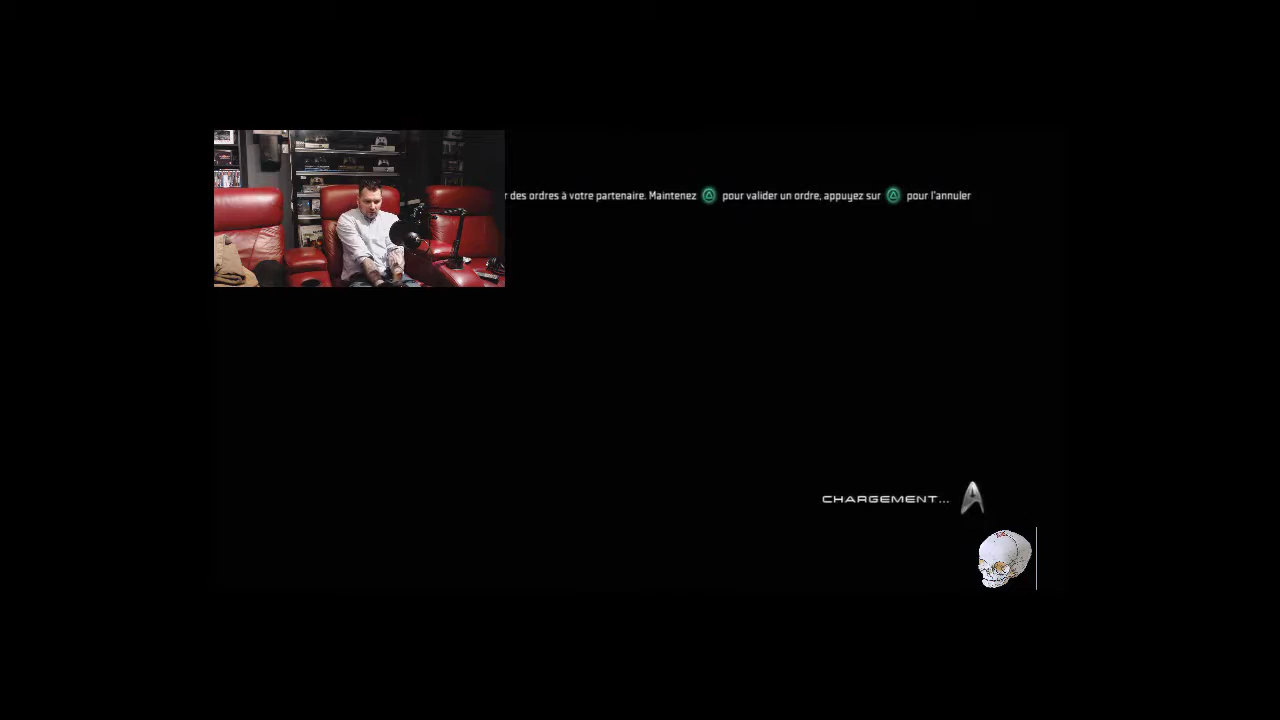 des ordres à votre partenaire. Maintenez pour valider un ordre, appuyez sur pour l'annuler
CHARGEMENT...